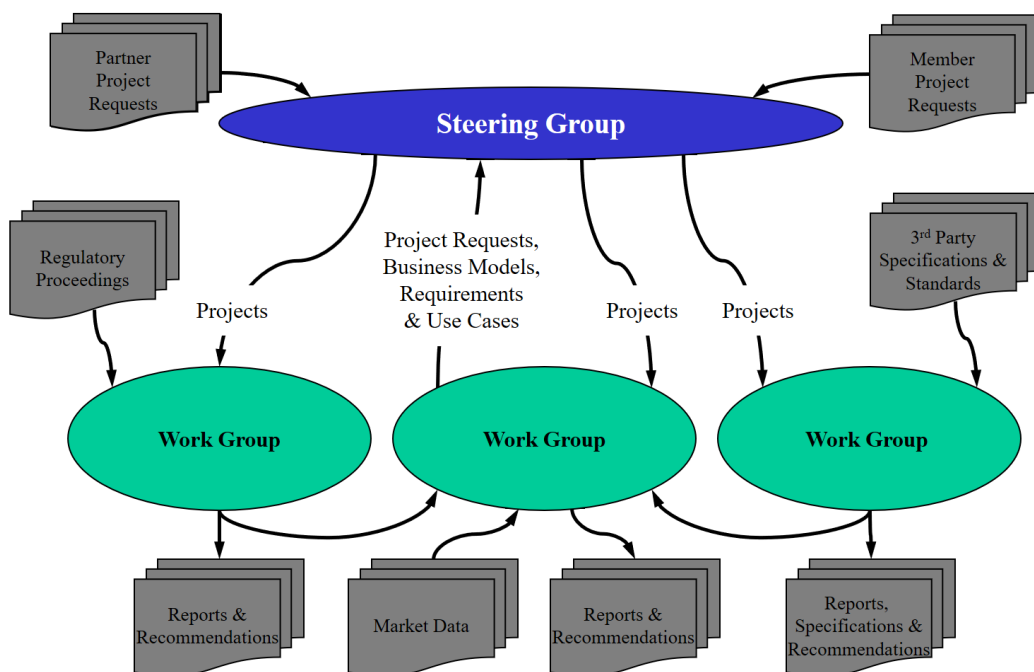 Partner
Project
Requests
Member
Project
Requests
Steering Group
Regulatory
Proceedings
Project Requests,
Business Models,
Requirements
& Use Cases
3rd Party
Specifications &
Standards
Projects
Projects
Projects
Work Group
Work Group
Work Group
Reports &
Recommendations
Market Data
Reports &
Recommendations
Reports,
Specifications &
Recommendations